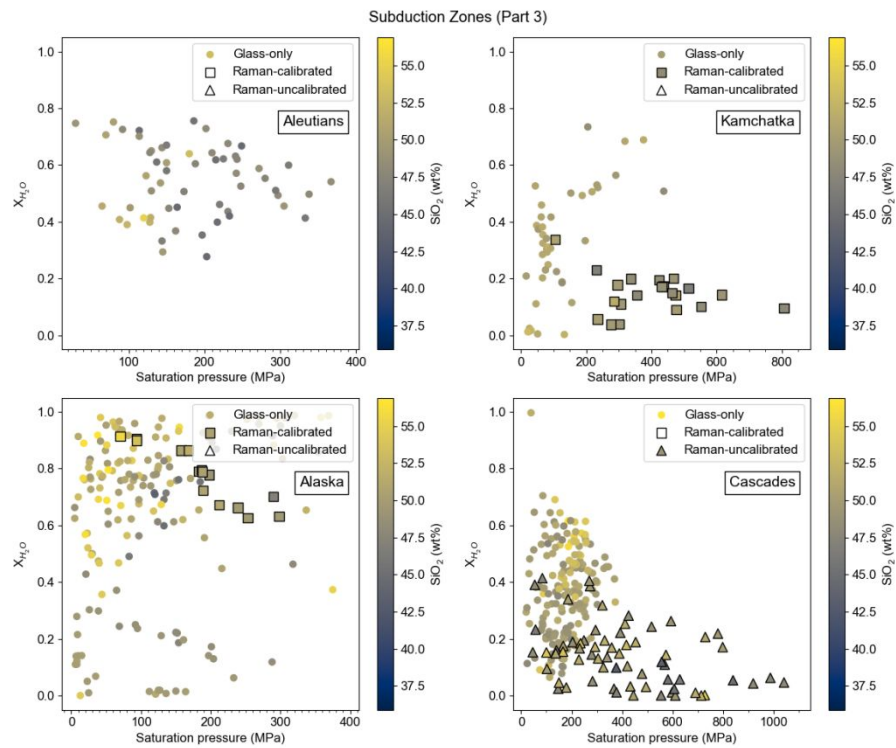 Subduction Zones (Part 3)
Glass-only
Raman-calibrated
Raman-uncalibrated
Aleutians
1.0
0.8
0.6
0.4
0.2
0.0
X_{H_2O}
100
200
300
400
Saturation pressure (MPa)
55.0
52.5
50.0
47.5
45.0
42.5
40.0
37.5
SiO₂ (wt%)
Glass-only
Raman-calibrated
Raman-uncalibrated
Kamchatka
1.0
0.8
0.6
0.4
0.2
0.0
X_{H_2O}
0
200
400
600
800
Saturation pressure (MPa)
55.0
52.5
50.0
47.5
45.0
42.5
40.0
37.5
SiO₂ (wt%)
Glass-only
Raman-calibrated
Raman-uncalibrated
Alaska
1.0
0.8
0.6
0.4
0.2
0.0
X_{H_2O}
0
100
200
300
400
Saturation pressure (MPa)
55.0
52.5
50.0
47.5
45.0
42.5
40.0
37.5
SiO₂ (wt%)
Glass-only
Raman-calibrated
Raman-uncalibrated
Cascades
1.0
0.8
0.6
0.4
0.2
0.0
X_{H_2O}
0
200
400
600
800
1000
Saturation pressure (MPa)
55.0
52.5
50.0
47.5
45.0
42.5
40.0
37.5
SiO₂ (wt%)